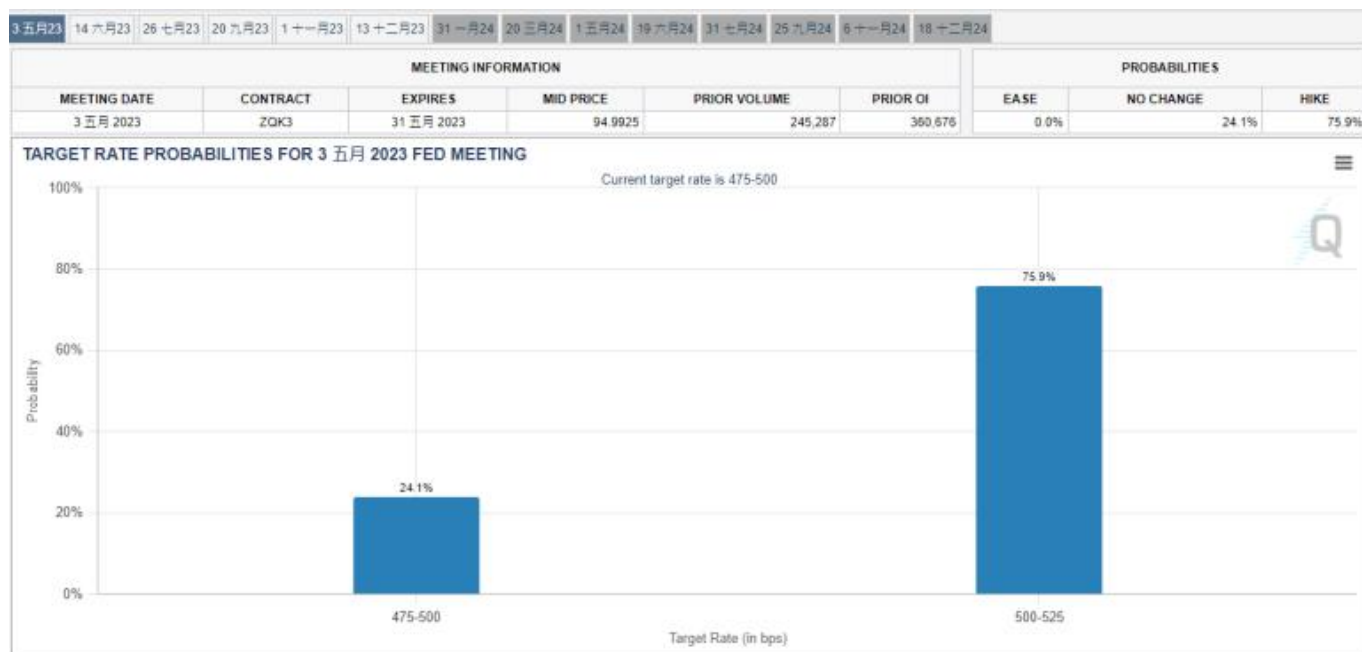 3 五月23 14 六月23 26 七月23 20 九月23 1 十一月23 13 十二月23 31 一月24 20 三月24 1 五月24 19 六月24 31 七月24 25 九月24 6 十一月24 18 十二月24
MEETING INFORMATION PROBABILITIES
MEETING DATE CONTRACT EXPIRES MID PRICE PRIOR VOLUME PRIOR OI EASE NO CHANGE HIKE
3 五月 2023 ZQK3 31 五月 2023 94.9925 245,287 360,676 0.0% 24.1% 75.9%
TARGET RATE PROBABILITIES FOR 3 五月 2023 FED MEETING
Current target rate is 475-500
100%
Q
80%
75.9%
60%
Probability
40%
24.1%
20%
0%
475-500 500-525
Target Rate (in bps)